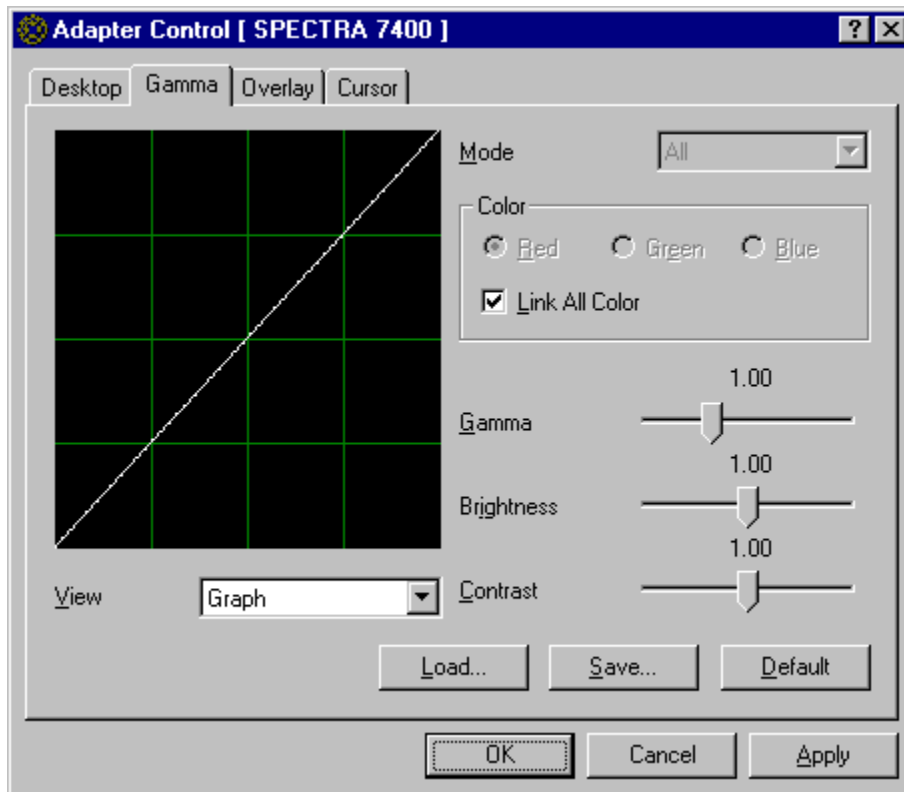 Adapter Control [ SPECTRA 7400 ]
Desktop Gamma Overlay Cursor
Mode All
Color
Red Green Blue
Link All Color
1.00
Gamma
1.00
Brightness
1.00
Contrast
View Graph
Load... Save... Default
OK Cancel Apply